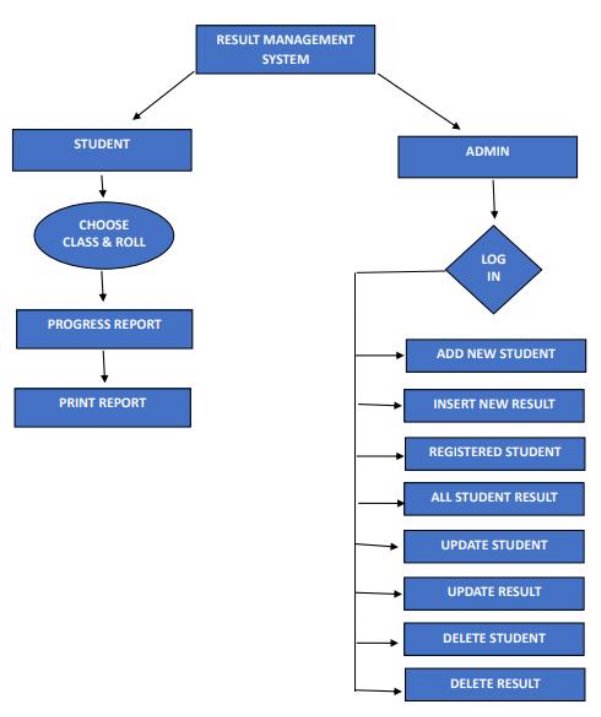 RESULT MANAGEMENT
SYSTEM
STUDENT
ADMIN
CHOOSE
CLASS & ROLL
LOG
IN
PROGRESS REPORT
PRINT REPORT
ADD NEW STUDENT
INSERT NEW RESULT
REGISTERED STUDENT
ALL STUDENT RESULT
UPDATE STUDENT
UPDATE RESULT
DELETE STUDENT
DELETE RESULT